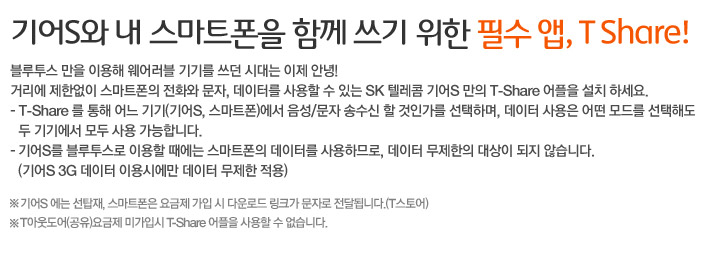 기어S와 내 스마트폰을 함께 쓰기 위한 필수 앱, T Share!
블루투스 만을 이용해 웨어러블 기기를 쓰던 시대는 이제 안녕!
거리에 제한없이 스마트폰의 전화와 문자, 데이터를 사용할 수 있는 SK 텔레콤 기어S 만의 T-Share 어플을 설치 하세요.
- T-Share 를 통해 어느 기기(기어S, 스마트폰)에서 음성/문자 송수신 할 것인가를 선택하며, 데이터 사용은 어떤 모드를 선택해도
두 기기에서 모두 사용 가능합니다.
- 기어S를 블루투스로 이용할 때에는 스마트폰의 데이터를 사용하므로, 데이터 무제한의 대상이 되지 않습니다.
(기어S 3G 데이터 이용시에만 데이터 무제한 적용)
※ 기어S 에는 선탑재, 스마트폰은 요금제 가입 시 다운로드 링크가 문자로 전달됩니다.(T스토어)
※ T아웃도어(공유)요금제 미가입시 T-Share 어플을 사용할 수 없습니다.